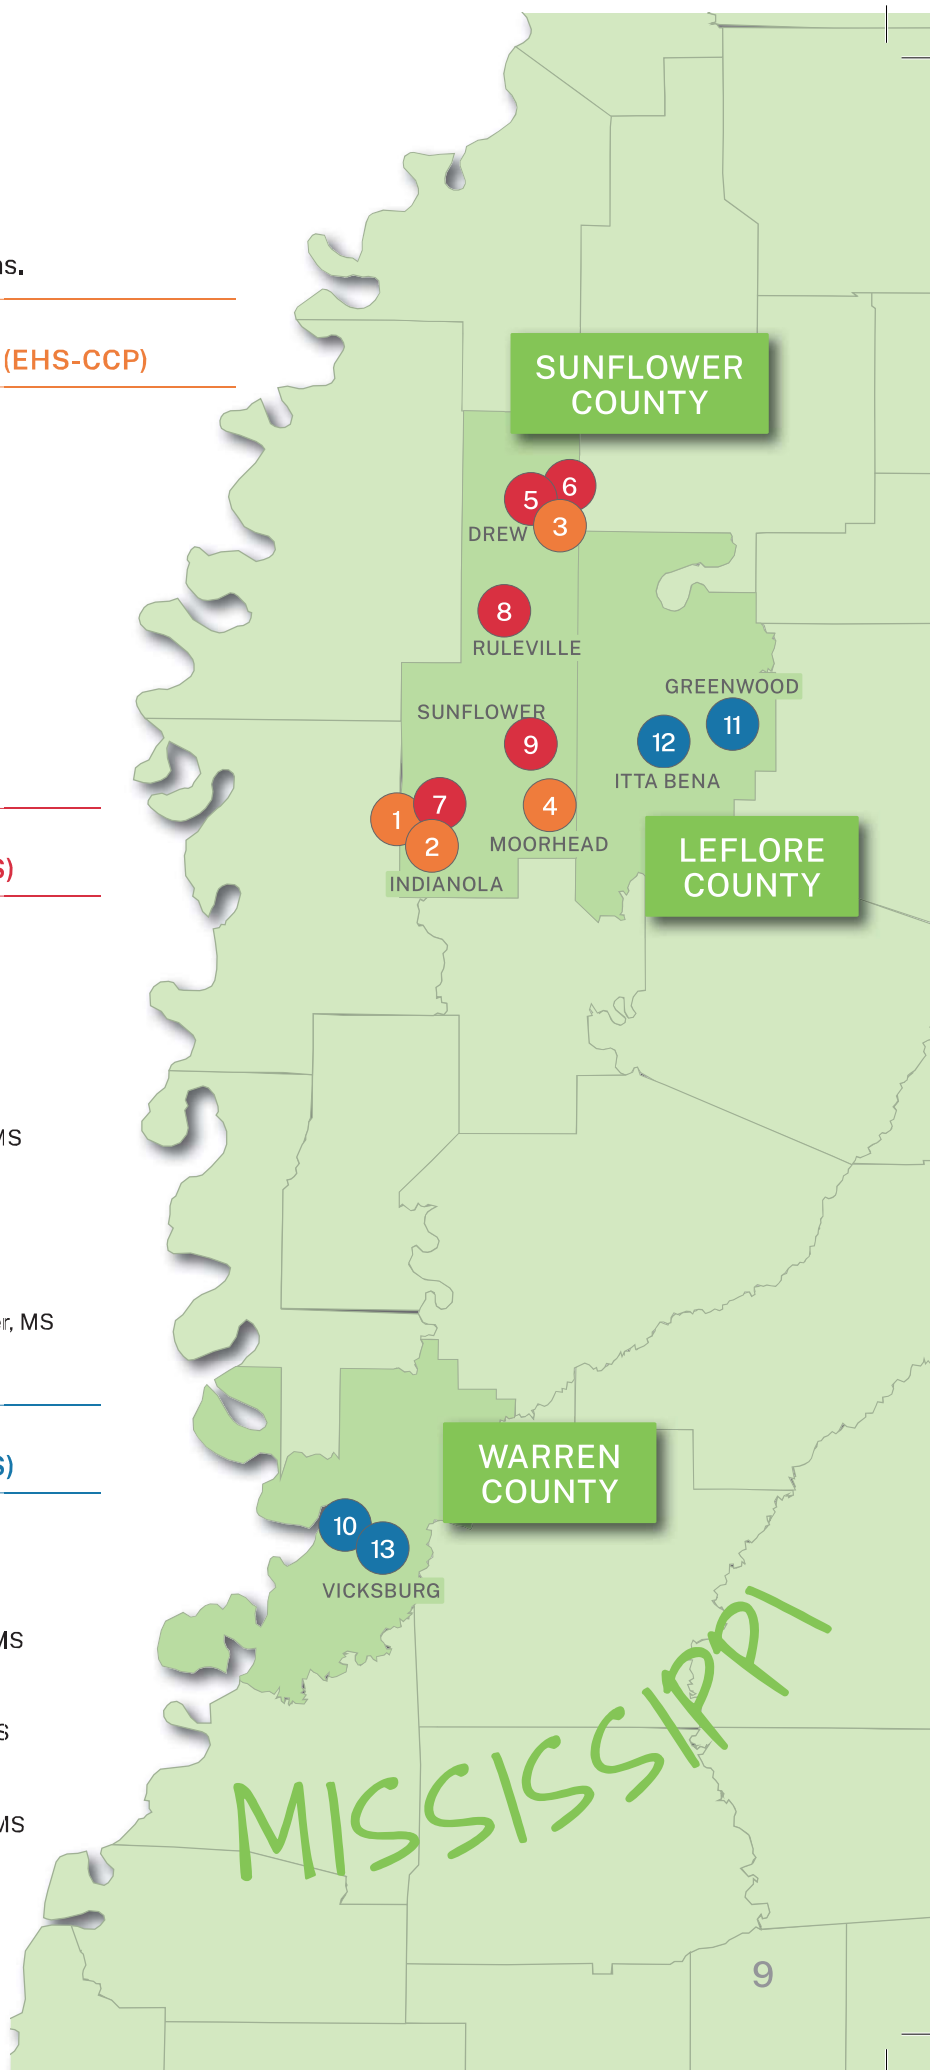 ns.
(EHS-CCP)
SUNFLOWER
COUNTY
5
6
3
DREW
8
RULEVILLE
GREENWOOD
SUNFLOWER
11
12
9
ITTA BENA
7
1
4
2
MOORHEAD
INDIANOLA
LEFLORE
COUNTY
S)
MS
er, MS
WARREN
COUNTY
S)
10
13
VICKSBURG
MS
S
MS
MISSISSIPPI
9